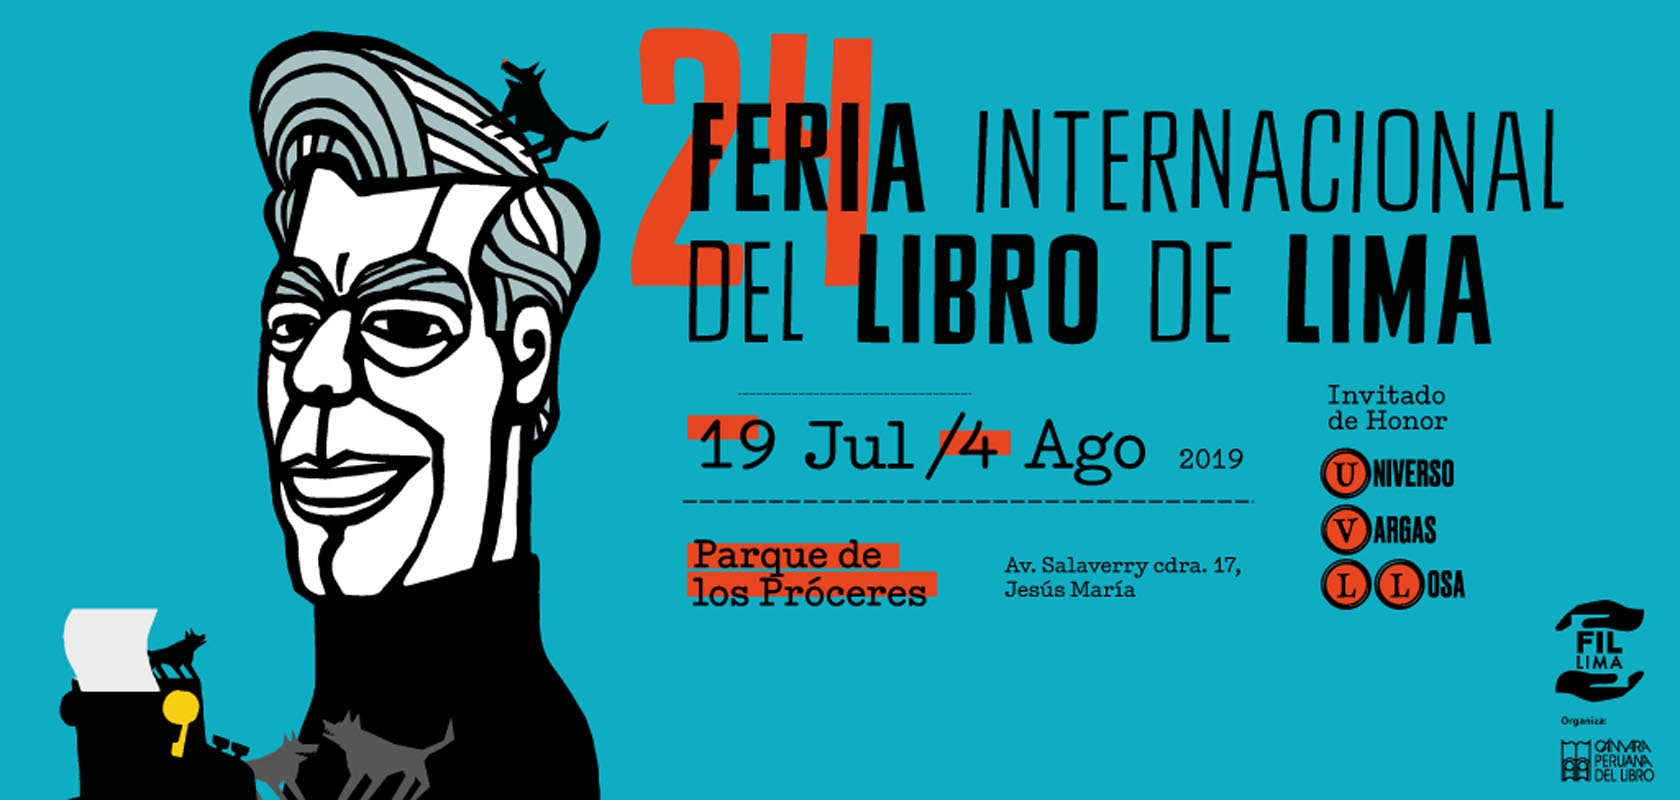 24
FERIA INTERNACIONAL
DEL LIBRO DE LIMA
19 Jul /4 Ago 2019
Parque de
los Próceres
Av. Salaverry cdra. 17,
Jesús María
Invitado
de Honor
UNIVERSO
VARGAS
LLOSA
FIL
LIMA
Organiza:
CÁMARA
PERUANA
DEL LIBRO